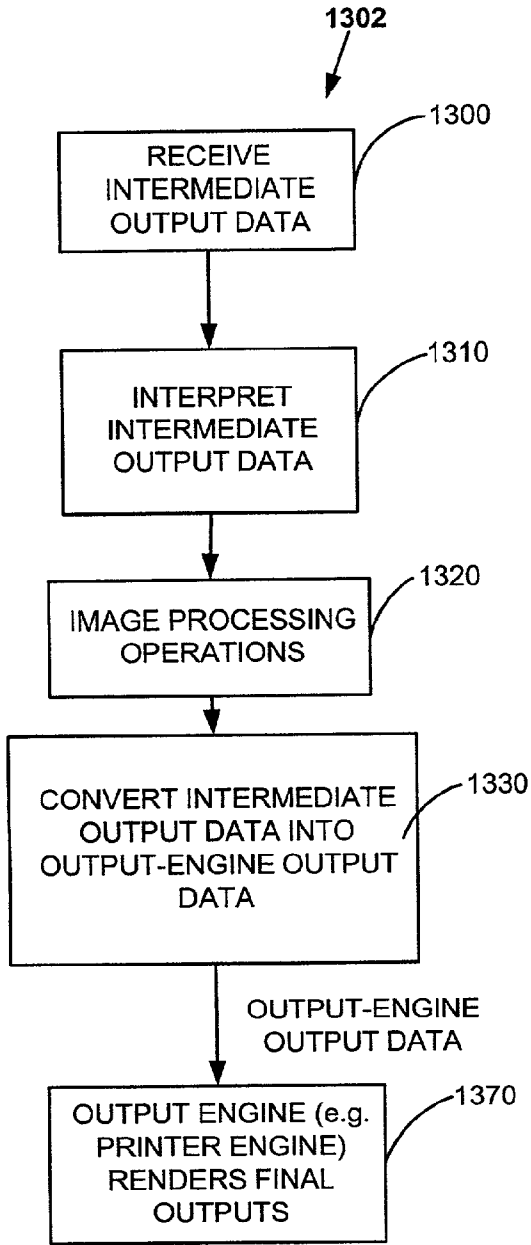 1302
1300
RECEIVE
INTERMEDIATE
OUTPUT DATA
1310
INTERPRET
INTERMEDIATE
OUTPUT DATA
1320
IMAGE PROCESSING
OPERATIONS
1330
CONVERT INTERMEDIATE
OUTPUT DATA INTO
OUTPUT-ENGINE OUTPUT
DATA
OUTPUT-ENGINE
OUTPUT DATA
1370
OUTPUT ENGINE (e.g.
PRINTER ENGINE)
RENDERS FINAL
OUTPUTS